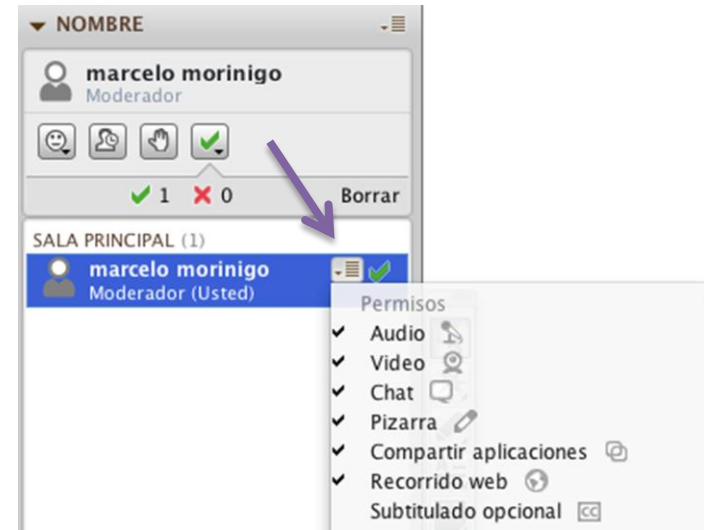 NOMBRE
marcelo morinigo
Moderador
1 0 Borrar
SALA PRINCIPAL (1)
marcelo morinigo
Moderador (Usted)
Permisos
Audio
Video
Chat
Pizarra
Compartir aplicaciones
Recorrido web
Subtitulado opcional CC